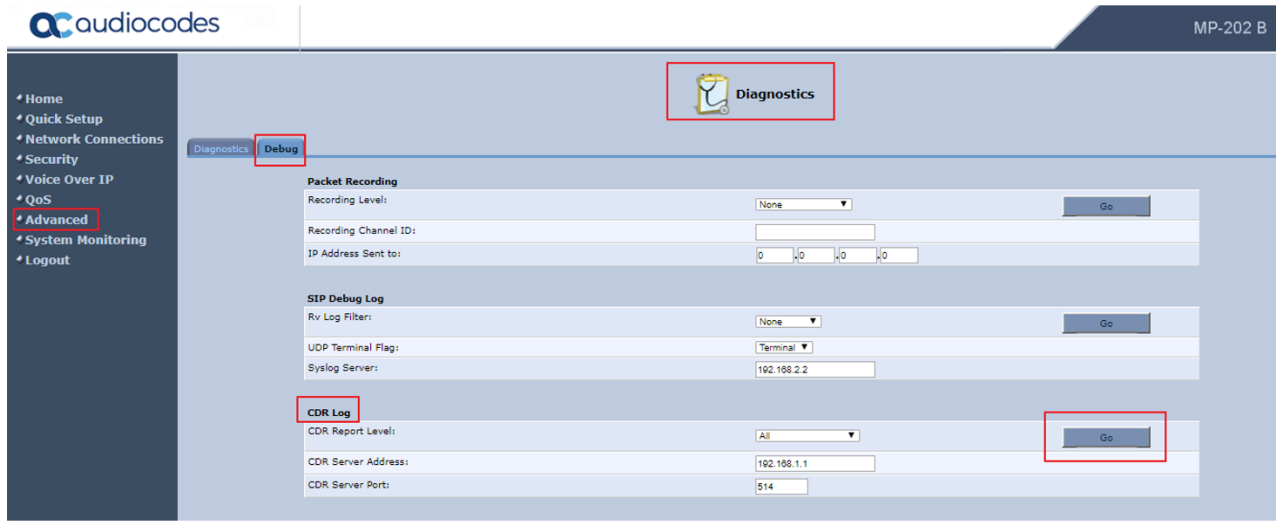 audiocodes
MP-202 B
Diagnostics
Home
Quick Setup
Network Connections
Security
Voice Over IP
QoS
Advanced
System Monitoring
Logout
Diagnostics Debug
Packet Recording
Recording Level: None Go
Recording Channel ID:
IP Address Sent to: 0 .0 .0 .0
SIP Debug Log
Rv Log Filter: None Go
UDP Terminal Flag: Terminal
Syslog Server: 192.168.2.2
CDR Log
CDR Report Level: All Go
CDR Server Address: 192.168.1.1
CDR Server Port: 514